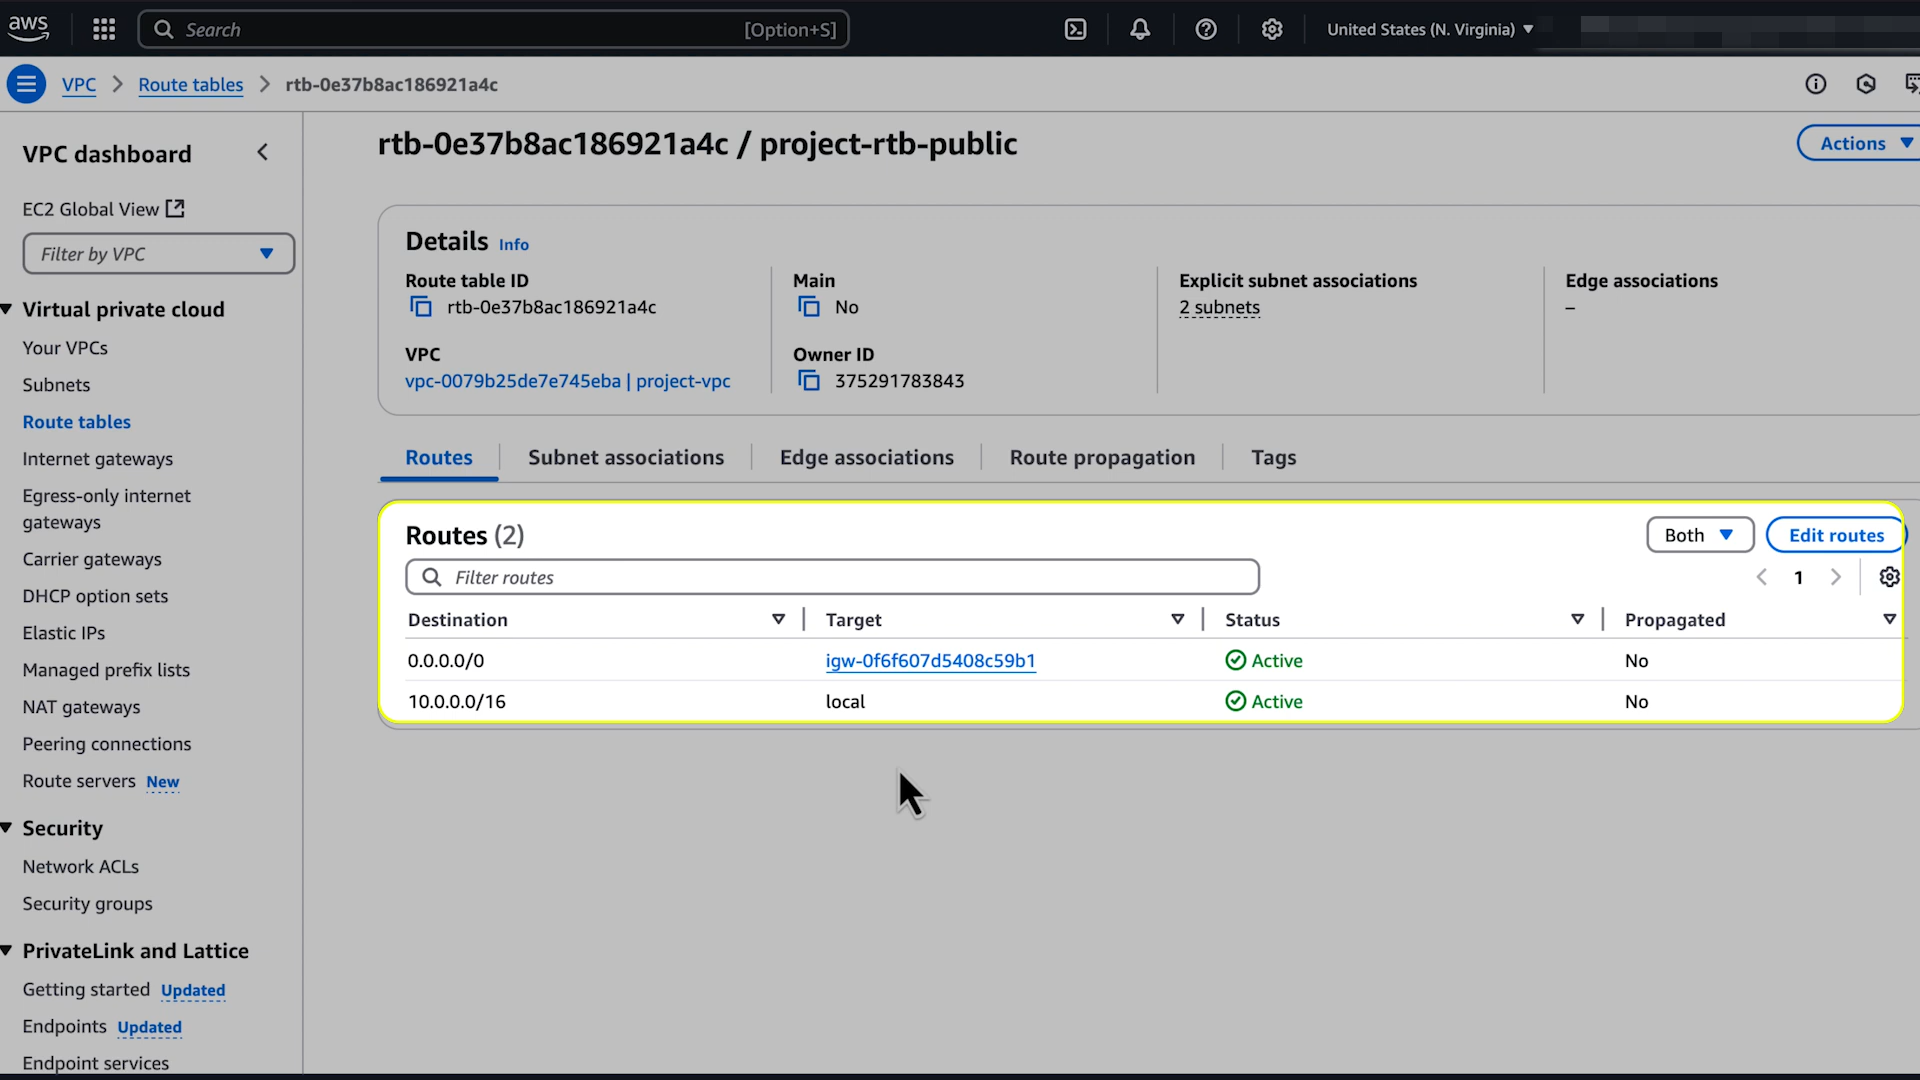 aws
Search
[Option+S]
United States (N. Virginia)
VPC
Route tables
rtb-0e37b8ac186921a4c
VPC dashboard
EC2 Global View
Filter by VPC
Virtual private cloud
Your VPCs
Subnets
Route tables
Internet gateways
Egress-only internet
gateways
Carrier gateways
DHCP option sets
Elastic IPs
Managed prefix lists
NAT gateways
Peering connections
Route servers New
Security
Network ACLs
Security groups
PrivateLink and Lattice
Getting started Updated
Endpoints Updated
Endpoint services
rtb-0e37b8ac186921a4c / project-rtb-public
Actions
Details Info
Route table ID
rtb-0e37b8ac186921a4c
Main
No
Explicit subnet associations
2 subnets
Edge associations
–
VPC
vpc-0079b25de7e745eba | project-vpc
Owner ID
375291783843
Routes Subnet associations Edge associations Route propagation Tags
Routes (2)
Both
Edit routes
Filter routes
1
Destination Target Status Propagated
0.0.0.0/0 igw-0f6f607d5408c59b1 Active No
10.0.0.0/16 local Active No